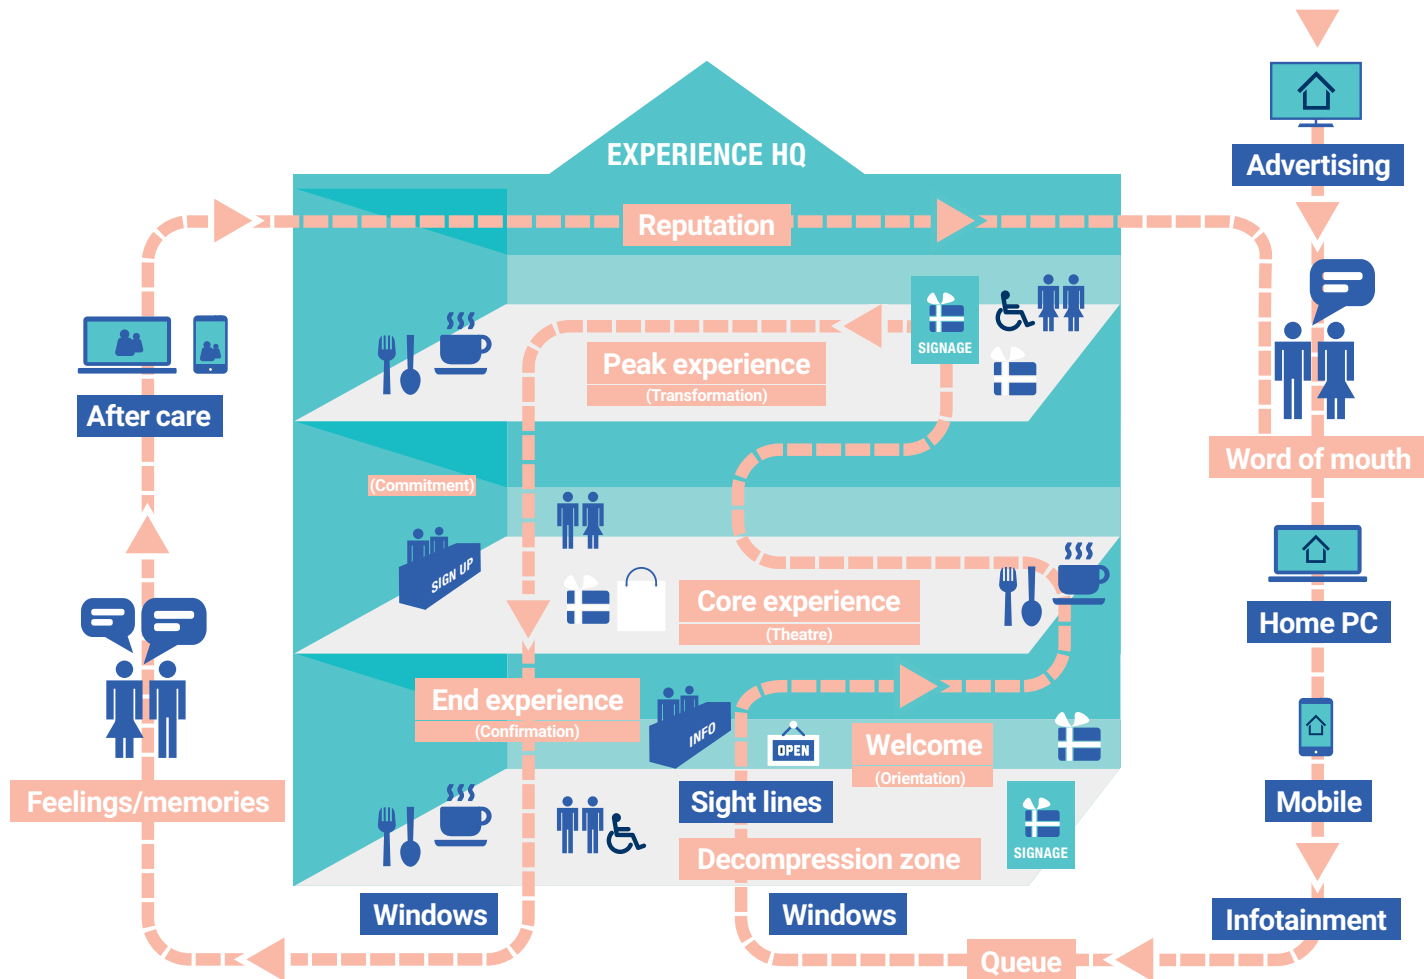 EXPERIENCE HQ
Advertising
Reputation
SIGNAGE
Peak experience
(Transformation)
After care
Word of mouth
(Commitment)
SIGN UP
Core experience
(Theatre)
Home PC
End experience
(Confirmation)
INFO
OPEN
Welcome
(Orientation)
Feelings/memories
Sight lines
Mobile
Decompression zone
SIGNAGE
Windows
Windows
Infotainment
Queue